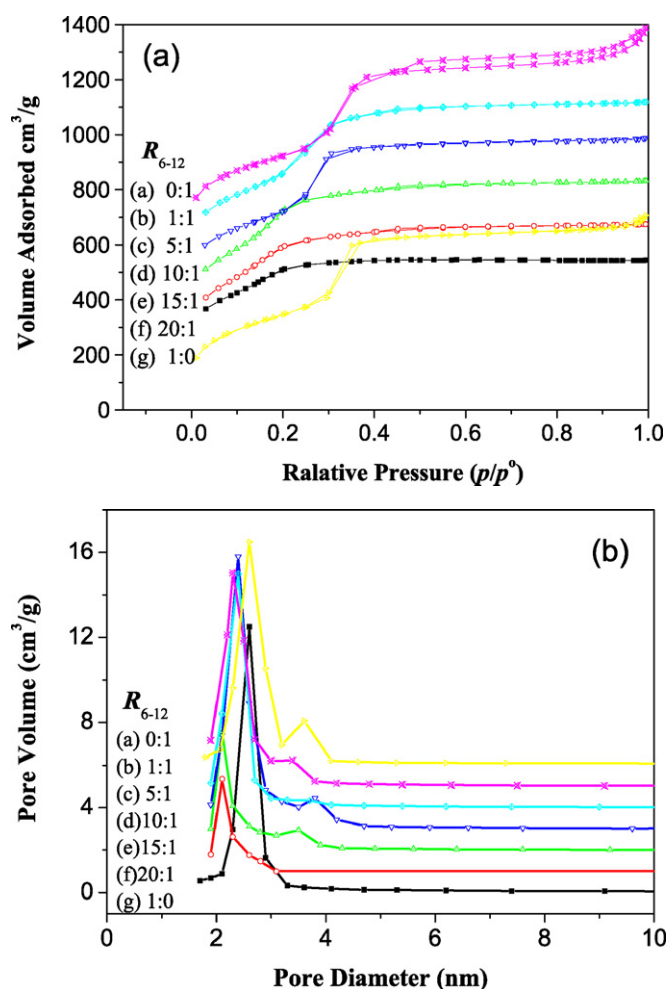 (a)
1400
1200
1000
800
600
400
200
0
Volume Adsorbed cm³/g
R6-12
(a) 0:1
(b) 1:1
(c) 5:1
(d) 10:1
(e) 15:1
(f) 20:1
(g) 1:0
0.0 0.2 0.4 0.6 0.8 1.0
Ralative Pressure (p/p°)
(b)
16
12
8
4
0
Pore Volume (cm³/g)
R6-12
(a) 0:1
(b) 1:1
(c) 5:1
(d)10:1
(e)15:1
(f)20:1
(g) 1:0
0 2 4 6 8 10
Pore Diameter (nm)